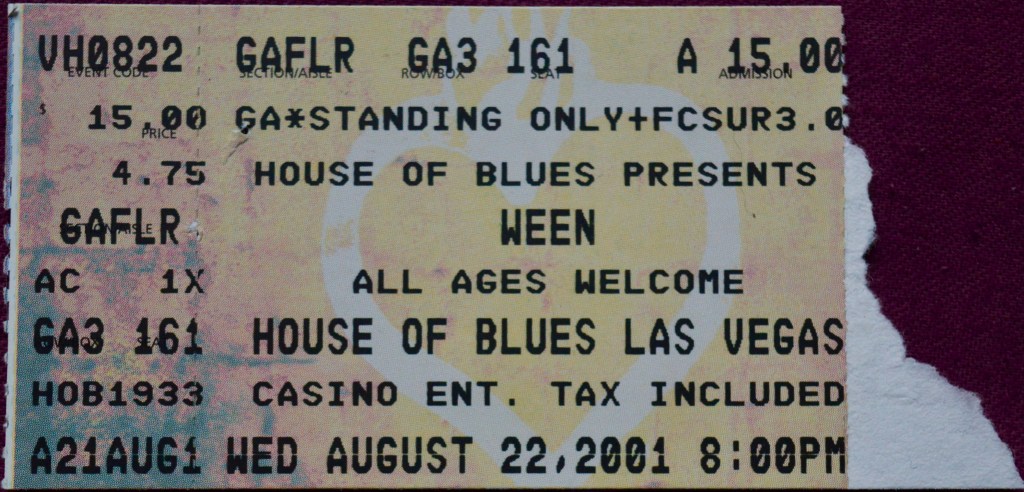 VH0822 GAFLR GA3 161 A 15.00
EVENT CODE SECTION/AISLE ROW/BOX SEAT ADMISSION
$ 15.00 GA*STANDING ONLY+FCSUR3.0
PRICE
4.75 HOUSE OF BLUES PRESENTS
GAFLR WEEN
SECTION/AISLE
AC 1X ALL AGES WELCOME
GA3 161 HOUSE OF BLUES LAS VEGAS
HOB1933 CASINO ENT. TAX INCLUDED
A21AUG1 WED AUGUST 22,2001 8:00PM